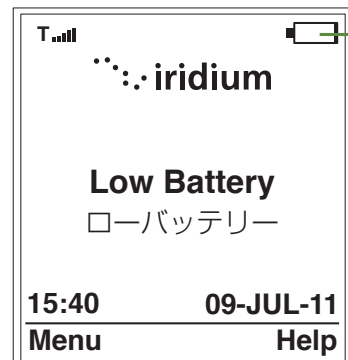 T
iridium
Low Battery
ローバッテリー
15:40 09-JUL-11
Menu Help